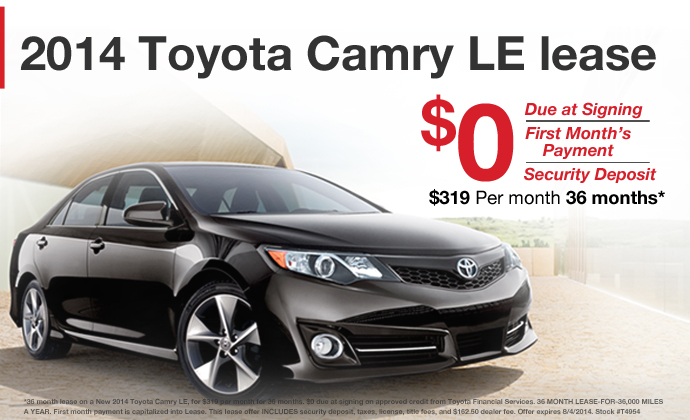 2014 Toyota Camry LE lease
$0
Due at Signing
First Month's
Payment
Security Deposit
$319 Per month 36 months*
*36 month lease on a New 2014 Toyota Camry LE, for $319 per month for 36 months. $0 due at signing on approved credit from Toyota Financial Services. 36 MONTH LEASE-FOR-36,000 MILES
A YEAR. First month payment is capitalized into Lease. This lease offer INCLUDES security deposit, taxes, license, title fees, and $162.50 dealer fee. Offer expires 8/4/2014. Stock #T4954